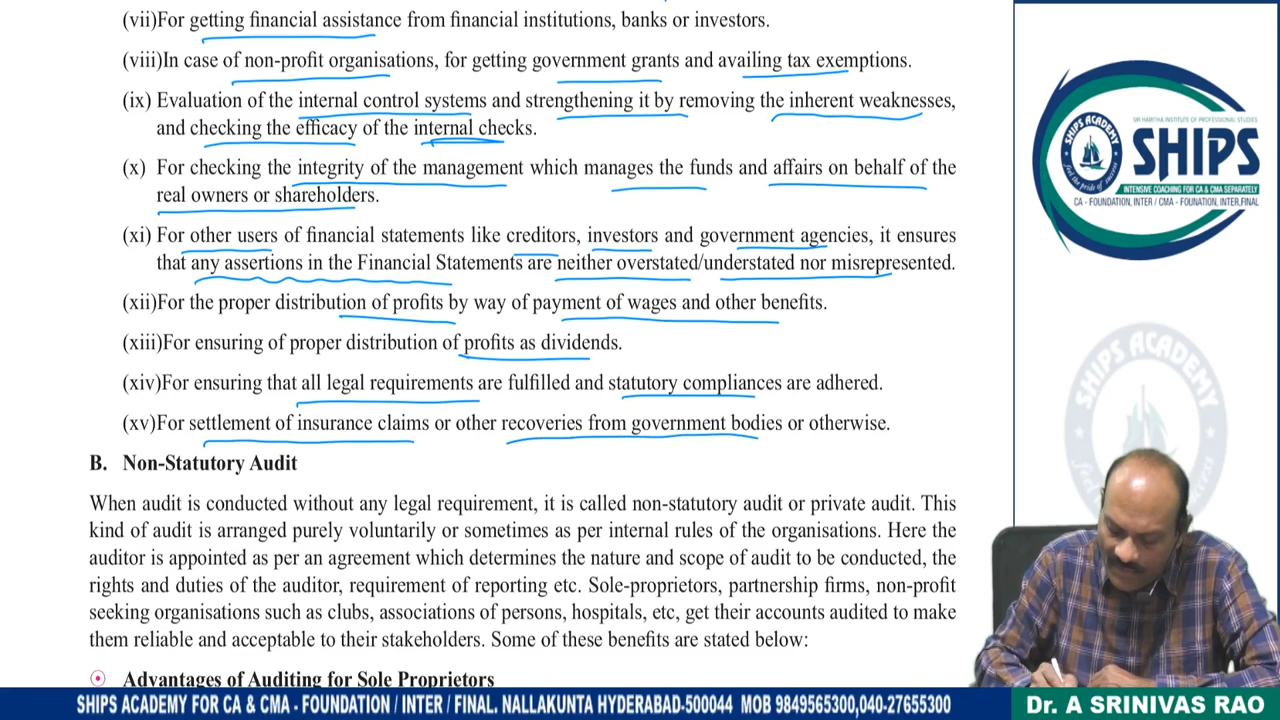 (vii)For getting financial assistance from financial institutions, banks or investors.
(viii)In case of non-profit organisations, for getting government grants and availing tax exemptions.
(ix) Evaluation of the internal control systems and strengthening it by removing the inherent weaknesses,
and checking the efficacy of the internal checks.
(x) For checking the integrity of the management which manages the funds and affairs on behalf of the
real owners or shareholders.
(xi) For other users of financial statements like creditors, investors and government agencies, it ensures
that any assertions in the Financial Statements are neither overstated/understated nor misrepresented.
(xii)For the proper distribution of profits by way of payment of wages and other benefits.
(xiii)For ensuring of proper distribution of profits as dividends.
(xiv)For ensuring that all legal requirements are fulfilled and statutory compliances are adhered.
(xv)For settlement of insurance claims or other recoveries from government bodies or otherwise.
B. Non-Statutory Audit
When audit is conducted without any legal requirement, it is called non-statutory audit or private audit. This
kind of audit is arranged purely voluntarily or sometimes as per internal rules of the organisations. Here the
auditor is appointed as per an agreement which determines the nature and scope of audit to be conducted, the
rights and duties of the auditor, requirement of reporting etc. Sole-proprietors, partnership firms, non-profit
seeking organisations such as clubs, associations of persons, hospitals, etc, get their accounts audited to make
them reliable and acceptable to their stakeholders. Some of these benefits are stated below:
Advantages of Auditing for Sole Proprietors
SRI HARITHA INSTITUTE OF PROFESSIONAL STUDIES
SHIPS ACADEMY
feel the pride of success
SHIPS
INTENSIVE COACHING FOR CA & CMA SEPARATELY
CA - FOUNDATION, INTER / CMA - FOUNATION, INTER,FINAL
SHIPS ACADEMY
SHIPS ACADEMY FOR CA & CMA - FOUNDATION / INTER / FINAL. NALLAKUNTA HYDERABAD-500044 MOB 9849565300,040-27655300
Dr. A SRINIVAS RAO